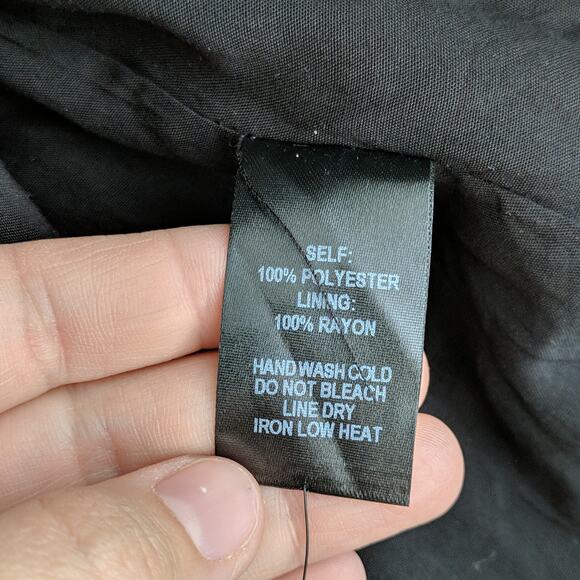 SELF:
100% POLYESTER
LINING:
100% RAYON
HAND WASH COLD
DO NOT BLEACH
LINE DRY
IRON LOW HEAT